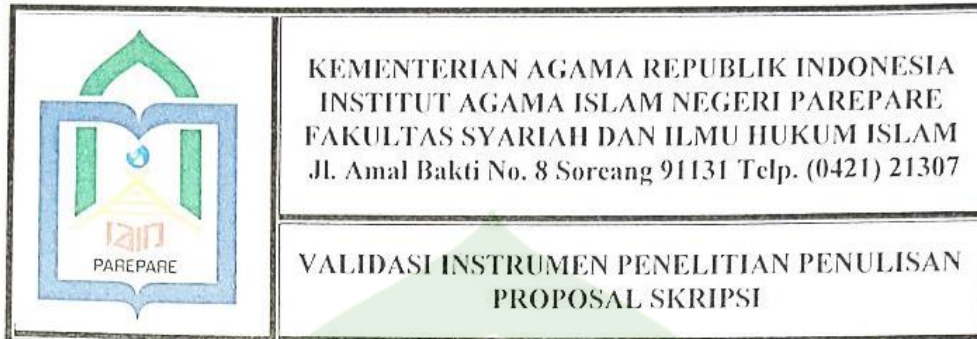 KEMENTERIAN AGAMA REPUBLIK INDONESIA
INSTITUT AGAMA ISLAM NEGERI PAREPARE
FAKULTAS SYARIAH DAN ILMU HUKUM ISLAM
Jl. Amal Bakti No. 8 Soreang 91131 Telp. (0421) 21307
iain
PAREPARE
VALIDASI INSTRUMEN PENELITIAN PENULISAN
PROPOSAL SKRIPSI